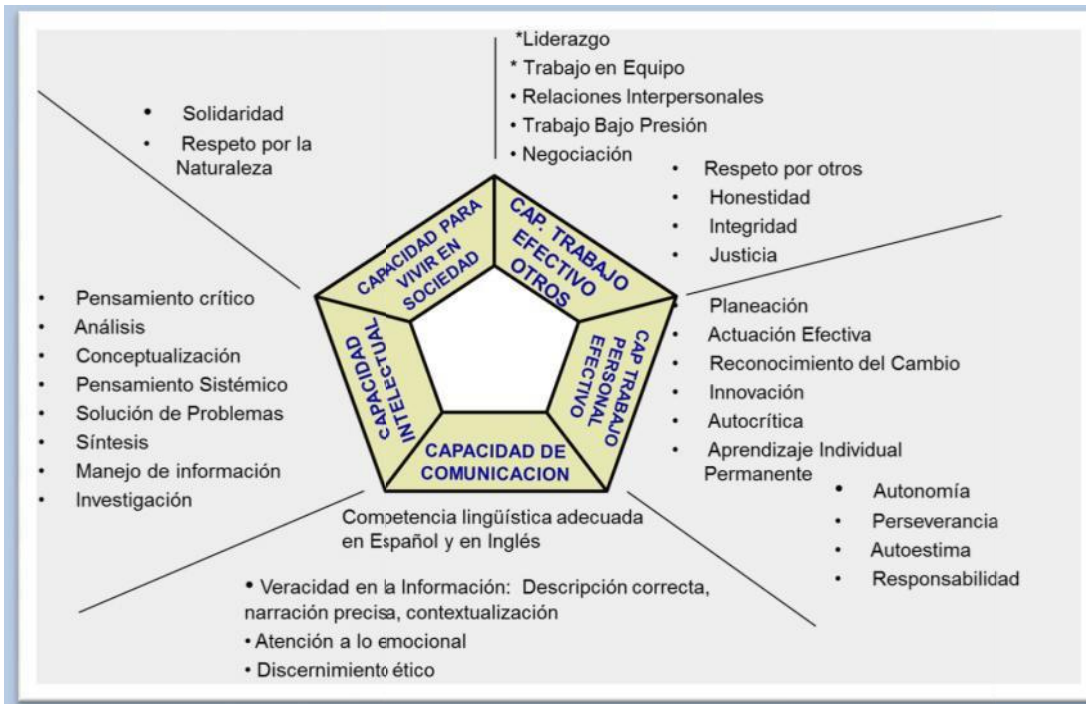 *Liderazgo
* Trabajo en Equipo
• Relaciones Interpersonales
• Trabajo Bajo Presión
• Negociación
• Solidaridad
• Respeto por la
Naturaleza
• Respeto por otros
• Honestidad
• Integridad
• Justicia
CAPACIDAD PARA
VIVIR EN
SOCIEDAD
CAP. TRABAJO
EFECTIVO
OTROS
• Pensamiento crítico
• Análisis
• Conceptualización
• Pensamiento Sistémico
• Solución de Problemas
• Síntesis
• Manejo de información
• Investigación
CAPACIDAD
INTELECTUAL
CAP TRABAJO
PERSONAL
EFECTIVO
• Planeación
• Actuación Efectiva
• Reconocimiento del Cambio
• Innovación
• Autocrítica
• Aprendizaje Individual
Permanente
• Autonomía
• Perseverancia
• Autoestima
• Responsabilidad
CAPACIDAD DE
COMUNICACION
Competencia lingüística adecuada
en Español y en Inglés
• Veracidad en la Información: Descripción correcta,
narración precisa, contextualización
• Atención a lo emocional
• Discernimiento ético